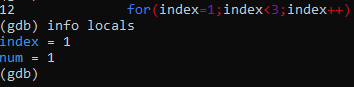 12 for(index=1;index<3;index++)
(gdb) info locals
index = 1
num = 1
(gdb)